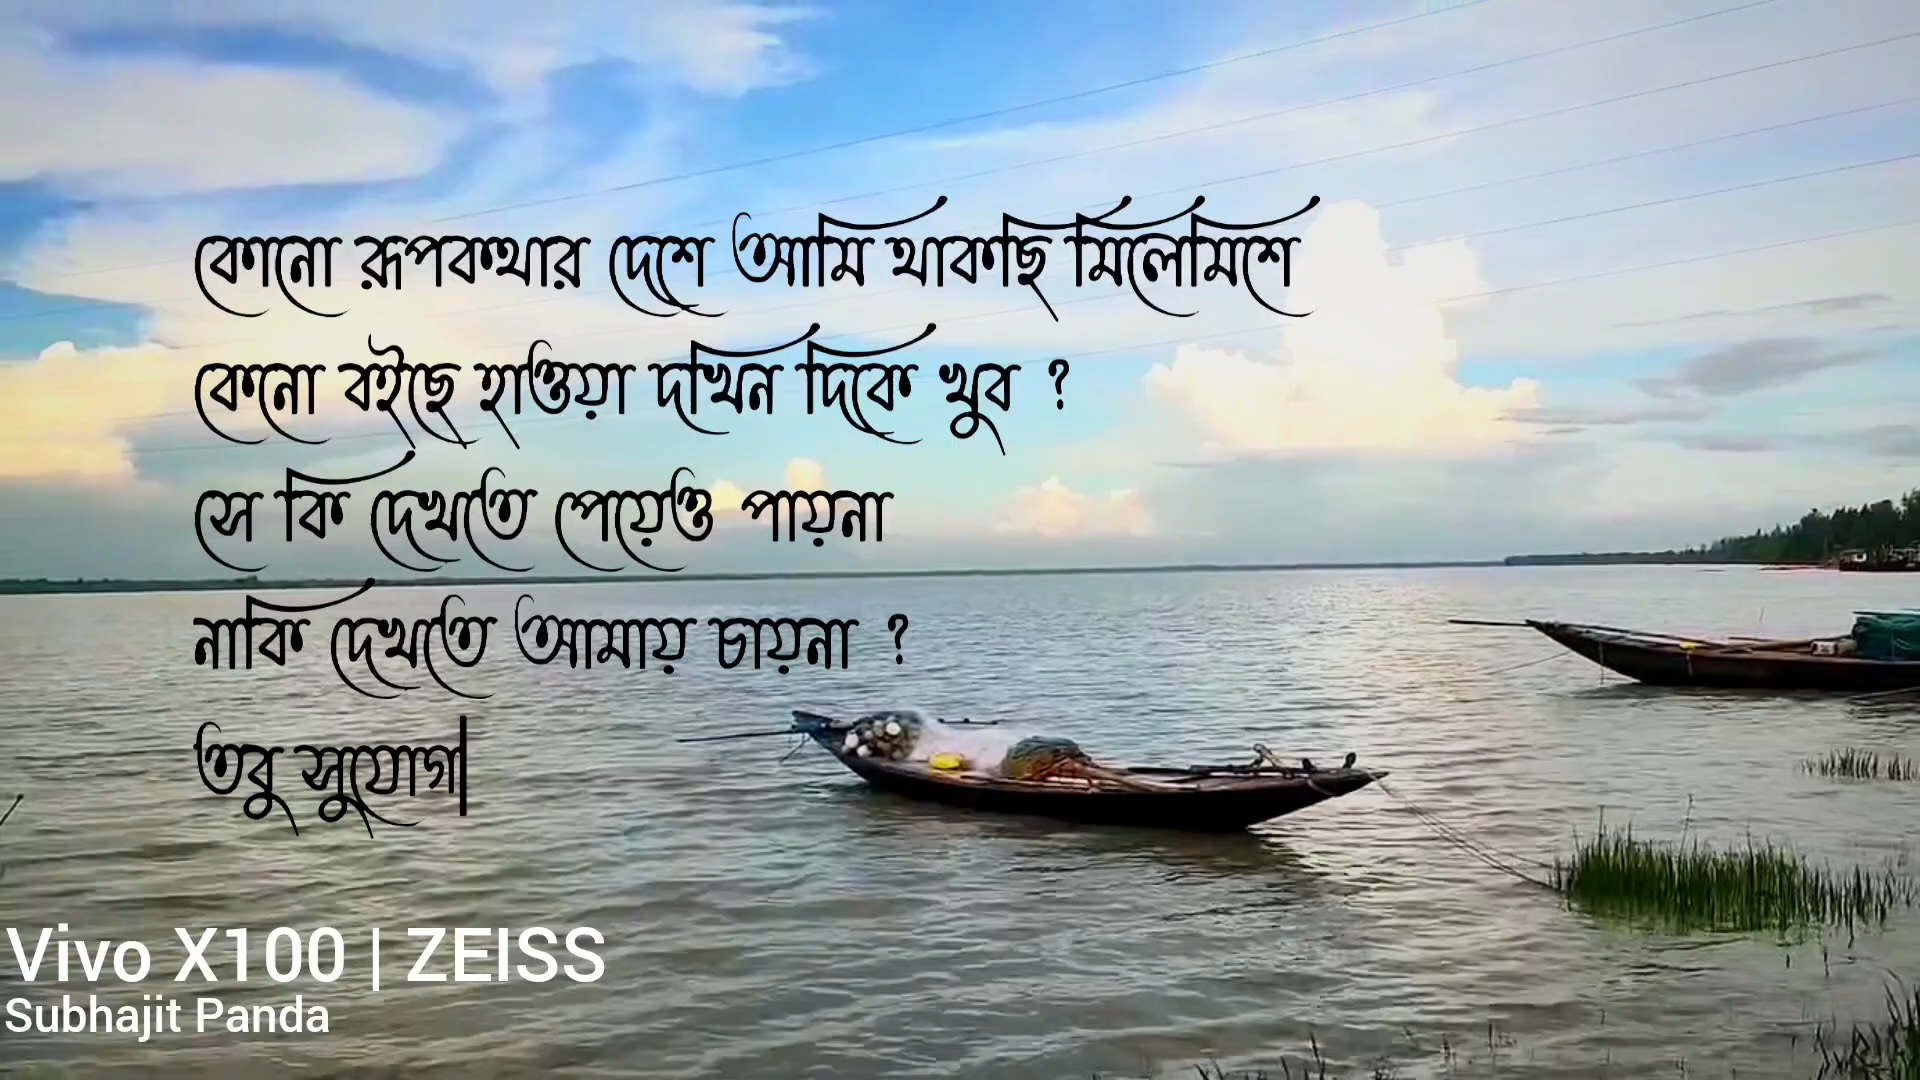 কোনো রূপকথার দেশে আমি থাকছি মিলেমিশে
কেনো বইছে হাওয়া দখিন দিকে খুব ?
সে কি দেখতে পেয়েও পায়না
নাকি দেখতে আমায় চায়না ?
তবু সুযোগ
Vivo X100 | ZEISS
Subhajit Panda